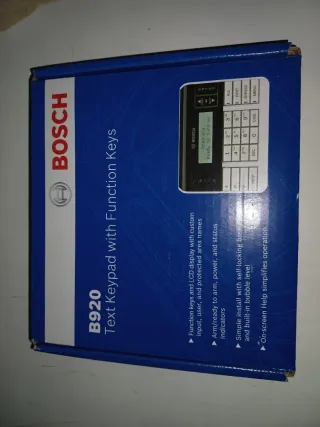 BOSCH
B920
Text Keypad with Function Keys
▶ Function keys and LCD display with custom
input, user, and protected area names
▶ Arm/ready to arm, power, and status
indicators
▶ Simple install with self-locking base
and built-in bubble level
▶ On-screen Help simplifies operation